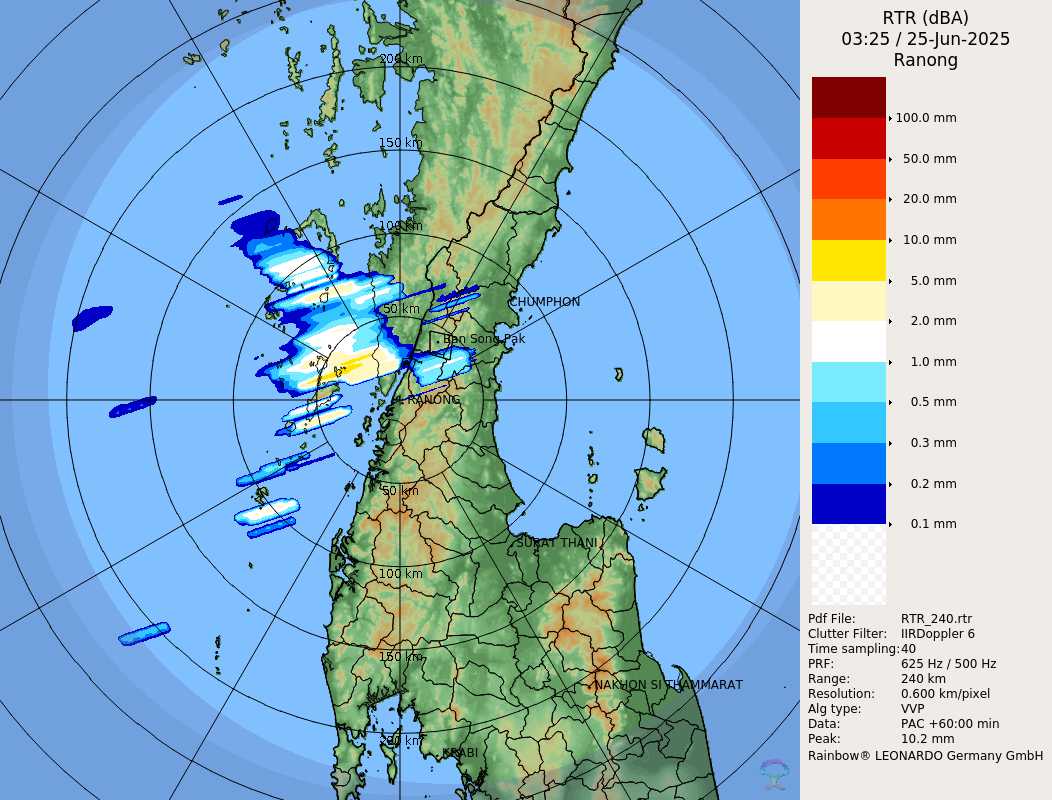 RTR (dBA)
03:25 / 25-Jun-2025
Ranong
100.0 mm
50.0 mm
20.0 mm
10.0 mm
5.0 mm
2.0 mm
1.0 mm
0.5 mm
0.3 mm
0.2 mm
0.1 mm
Pdf File: RTR_240.rtr
Clutter Filter: IIRDoppler 6
Time sampling:40
PRF: 625 Hz / 500 Hz
Range: 240 km
Resolution: 0.600 km/pixel
Alg type: VVP
Data: PAC +60:00 min
Peak: 10.2 mm
Rainbow® LEONARDO Germany GmbH
200 km
150 km
100 km
CHUMPHON
50 km
Ban Song Pak
RANONG
50 km
SURAT THANI
100 km
150 km
NAKHON SI THAMMARAT
200 km
KRABI